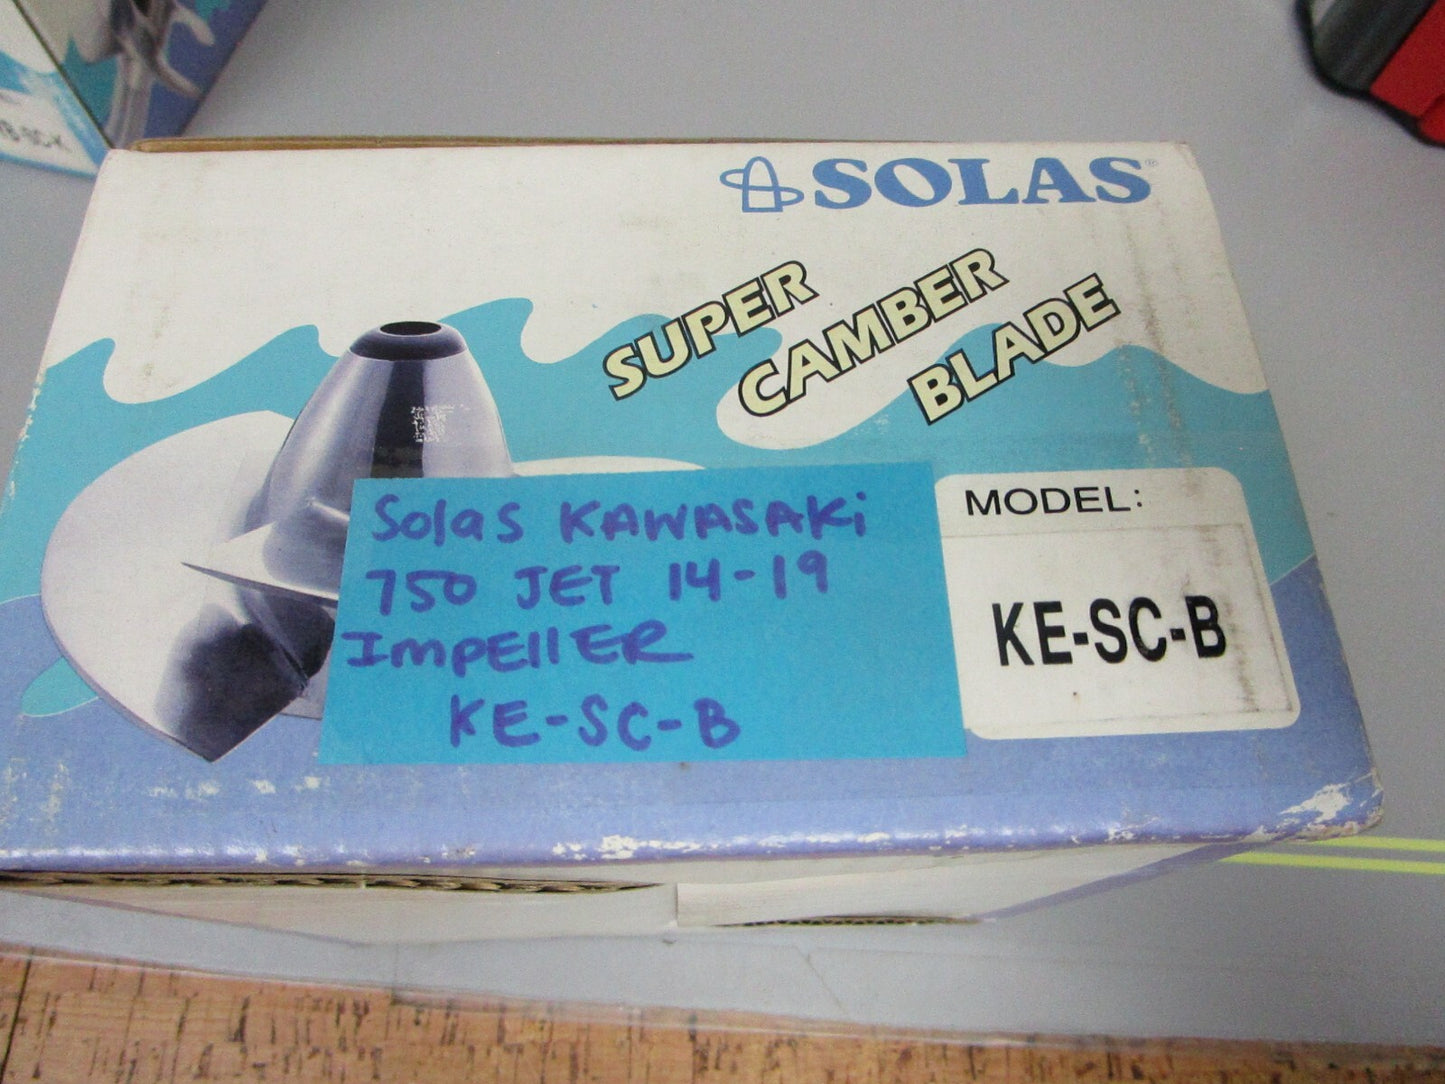 SOLAS®
SUPER
CAMBER
BLADE
MODEL:
KE-SC-B
Solas KAWASAKi
750 JET 14-19
ImPEllER
KE-SC-B